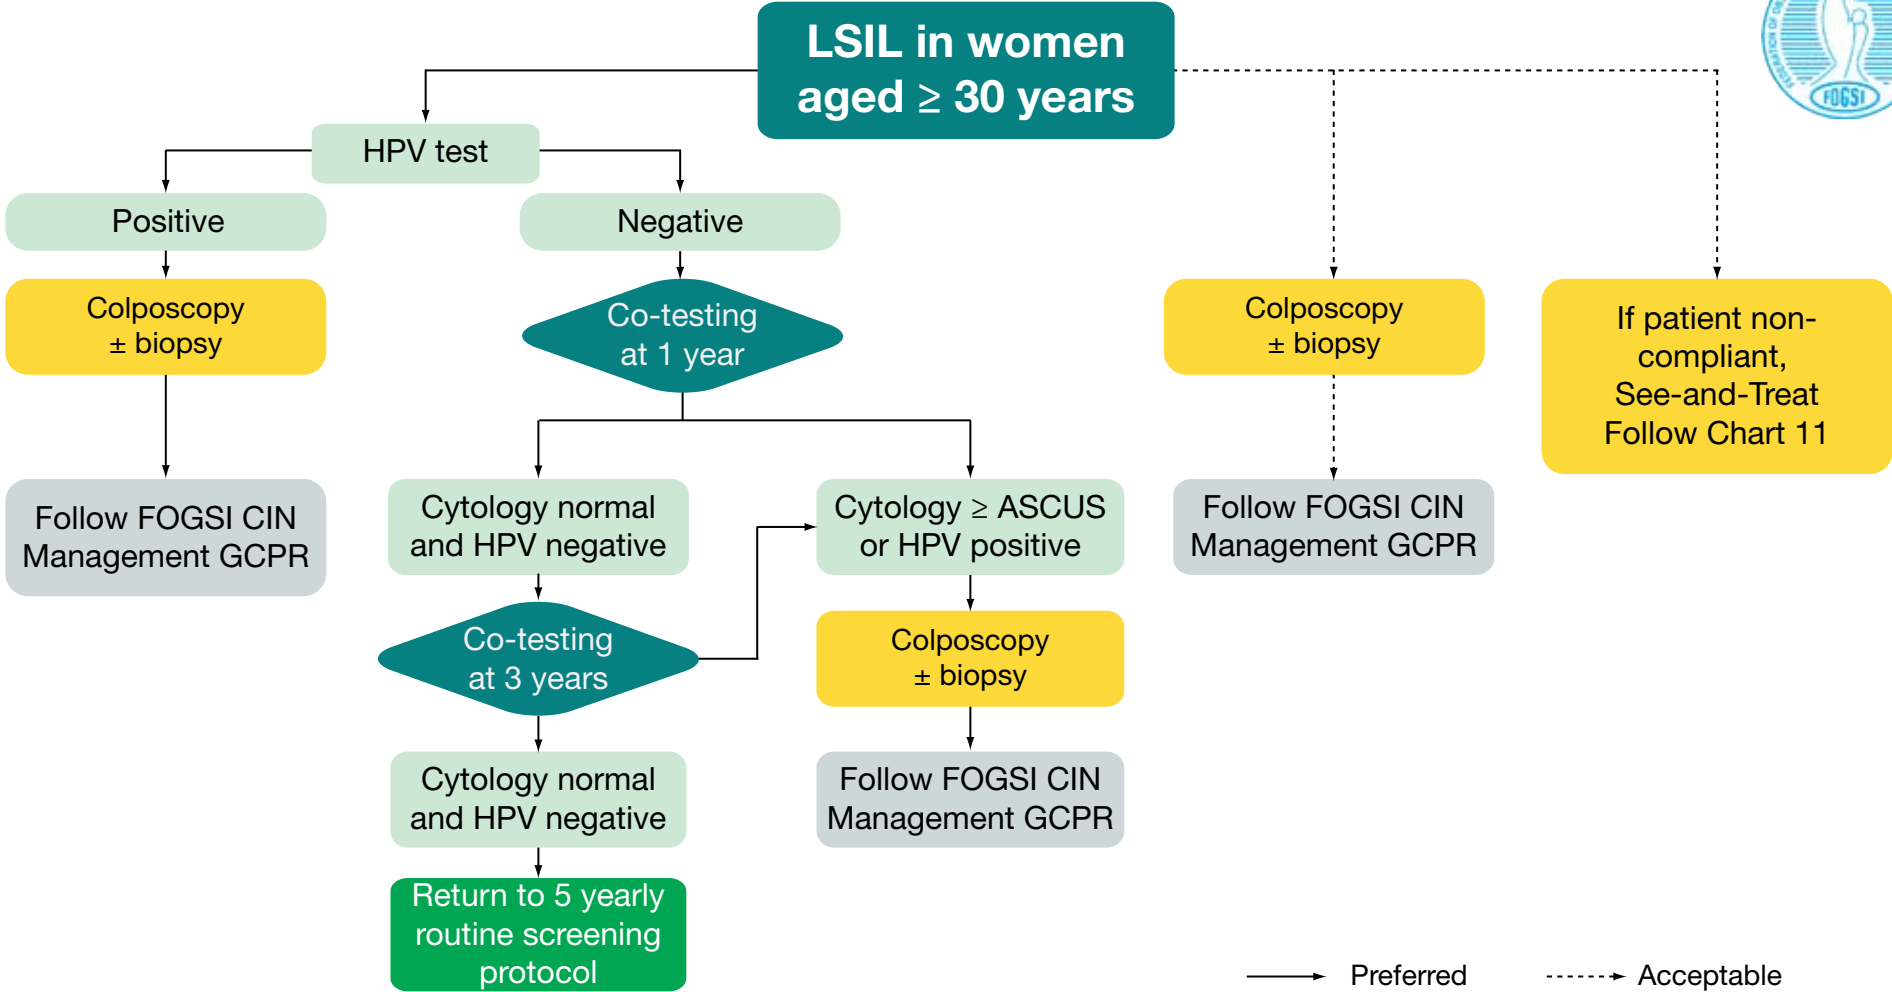 LSIL in women
aged ≥ 30 years
FOGSI
HPV test
Positive
Negative
Colposcopy
± biopsy
Co-testing
at 1 year
Colposcopy
± biopsy
If patient non-
compliant,
See-and-Treat
Follow Chart 11
Follow FOGSI CIN
Management GCPR
Cytology normal
and HPV negative
Cytology ≥ ASCUS
or HPV positive
Follow FOGSI CIN
Management GCPR
Co-testing
at 3 years
Colposcopy
± biopsy
Cytology normal
and HPV negative
Follow FOGSI CIN
Management GCPR
Return to 5 yearly
routine screening
protocol
Preferred
Acceptable